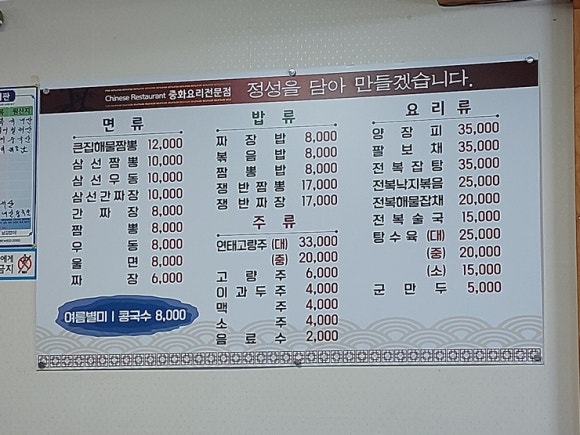 Chinese Restaurant 중화요리전문점 정성을 담아 만들겠습니다.
면 류
큰집해물짬뽕 12,000
삼선짬뽕 10,000
삼선우동 10,000
삼선간짜장 10,000
간짜장 8,000
짬뽕 8,000
우동 8,000
울면 8,000
짜장 6,000
여름별미 | 콩국수 8,000
밥 류
짜장밥 8,000
볶음밥 8,000
짬뽕밥 8,000
쟁반짬뽕 17,000
쟁반짜장 17,000
주 류
연태고량주 (대) 33,000
(중) 20,000
고량주 6,000
이과두주 4,000
맥주 4,000
소주 4,000
음료수 2,000
요 리 류
양장피 35,000
팔보채 35,000
전복잡탕 35,000
전복낙지볶음 25,000
전복해물잡채 20,000
전복술국 15,000
탕수육 (대) 25,000
(중) 20,000
(소) 15,000
군만두 5,000